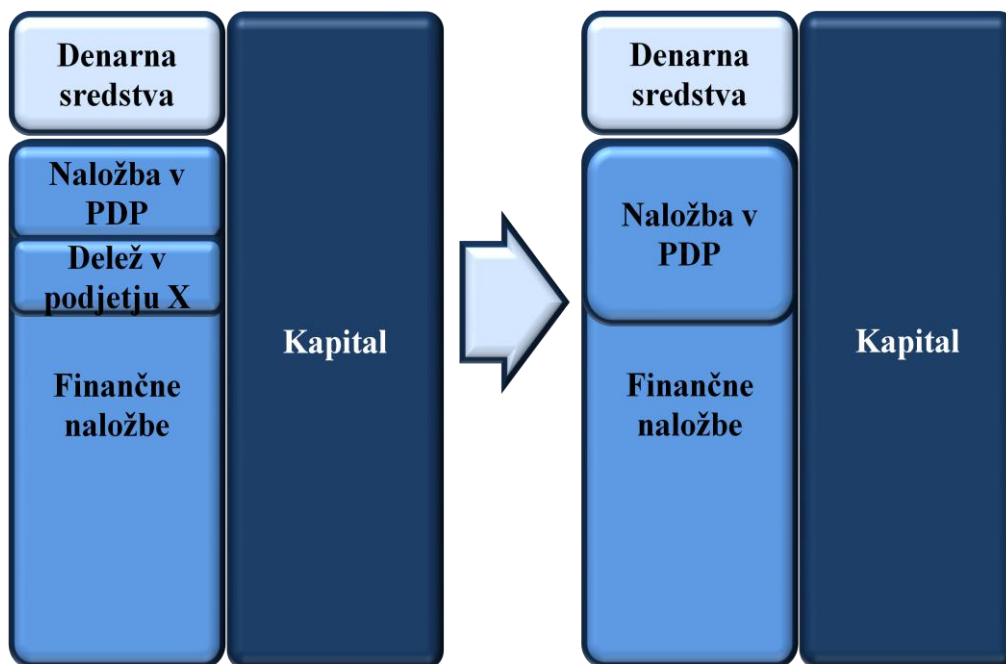 Denarna
sredstva
Naložba v
PDP
Delež v
podjetju X
Finančne
naložbe
Kapital
Denarna
sredstva
Naložba v
PDP
Finančne
naložbe
Kapital